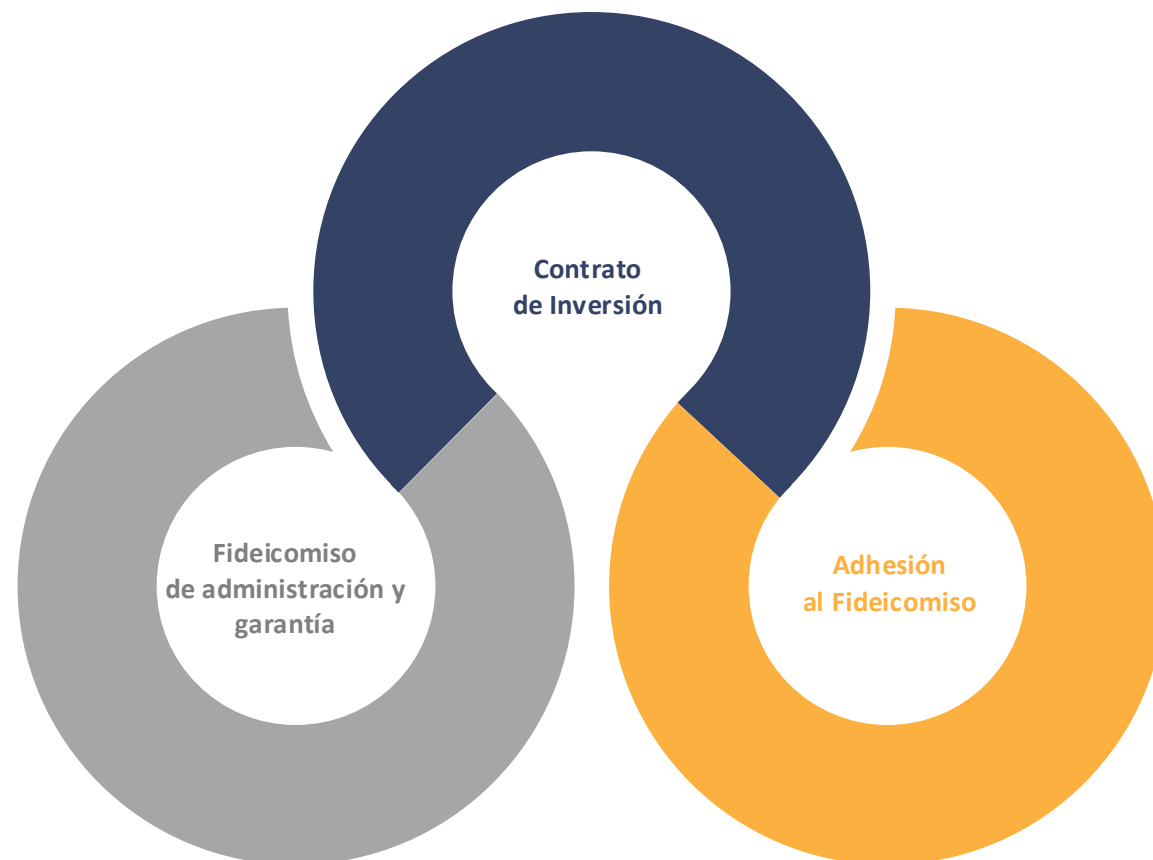 Contrato
de Inversión
Fideicomiso
de administración y
garantía
Adhesión
al Fideicomiso